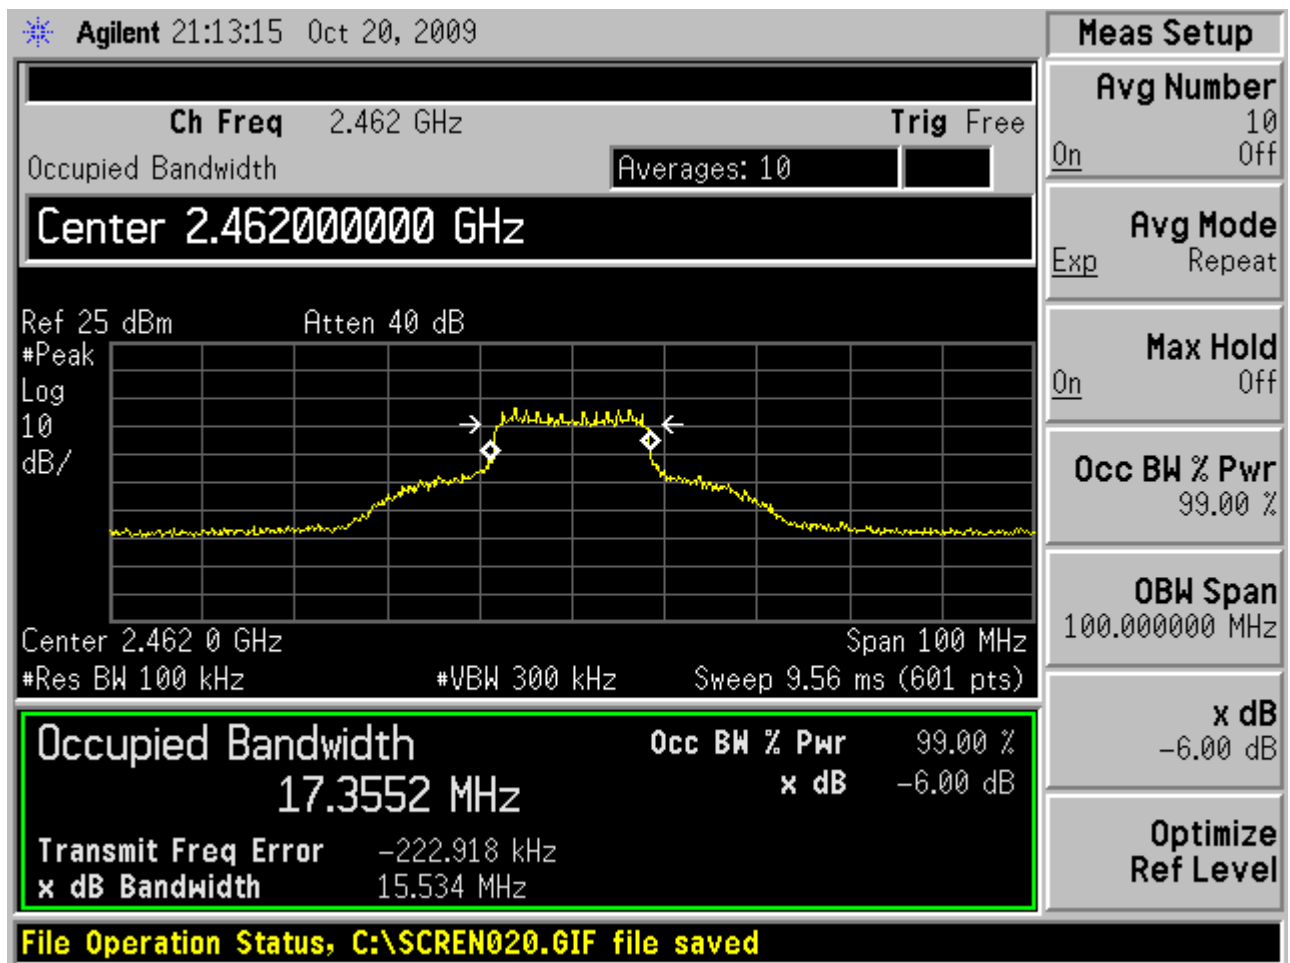 Agilent 21:13:15 Oct 20, 2009
Meas Setup
Ch Freq 2.462 GHz Trig Free
Occupied Bandwidth Averages: 10
Center 2.462000000 GHz
Ref 25 dBm Atten 40 dB
#Peak
Log
10
dB/
Center 2.462 0 GHz Span 100 MHz
#Res BW 100 kHz #VBW 300 kHz Sweep 9.56 ms (601 pts)
Occupied Bandwidth Occ BW % Pwr 99.00 %
17.3552 MHz x dB -6.00 dB
Transmit Freq Error -222.918 kHz
x dB Bandwidth 15.534 MHz
File Operation Status, C:\SCREN020.GIF file saved
Avg Number
10
On Off
Avg Mode
Exp Repeat
Max Hold
On Off
Occ BW % Pwr
99.00 %
OBW Span
100.000000 MHz
x dB
-6.00 dB
Optimize
Ref Level